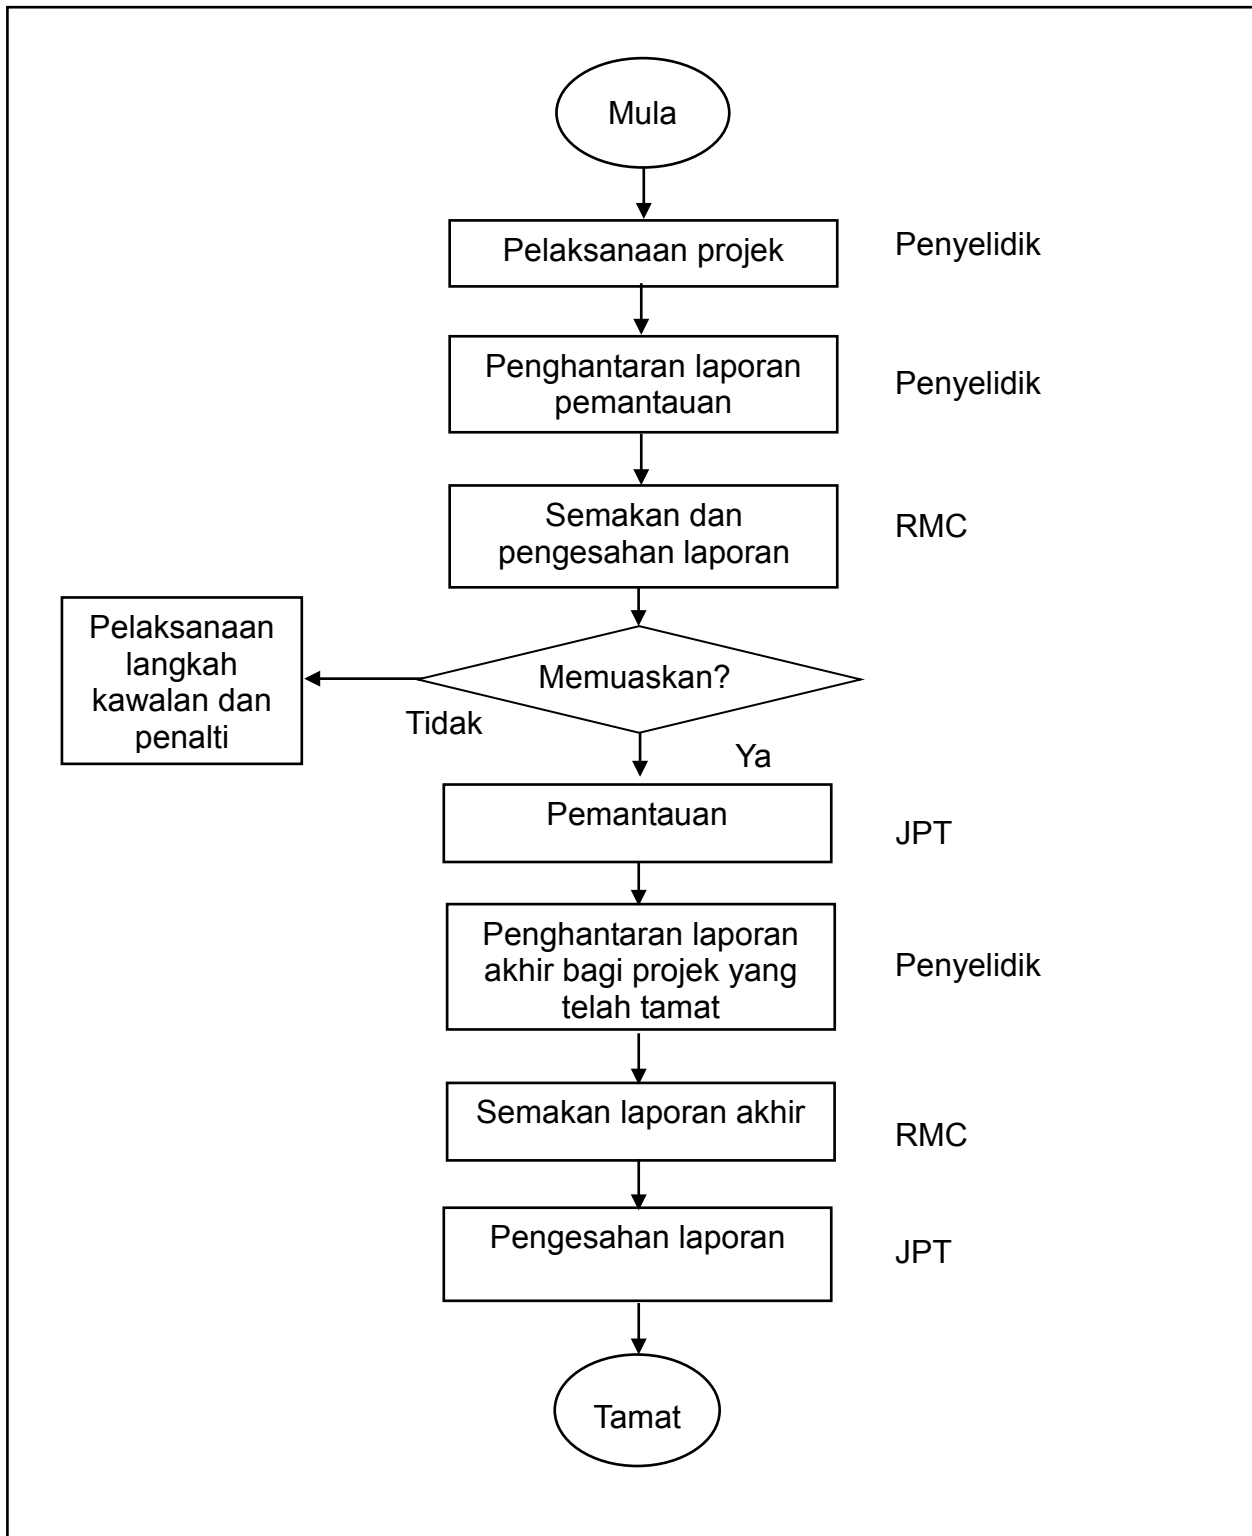 Mula
Pelaksanaan projek
Penyelidik
Penghantaran laporan
pemantauan
Penyelidik
Semakan dan
pengesahan laporan
RMC
Memuaskan?
Tidak
Pelaksanaan
langkah
kawalan dan
penalti
Ya
Pemantauan
JPT
Penghantaran laporan
akhir bagi projek yang
telah tamat
Penyelidik
Semakan laporan akhir
RMC
Pengesahan laporan
JPT
Tamat